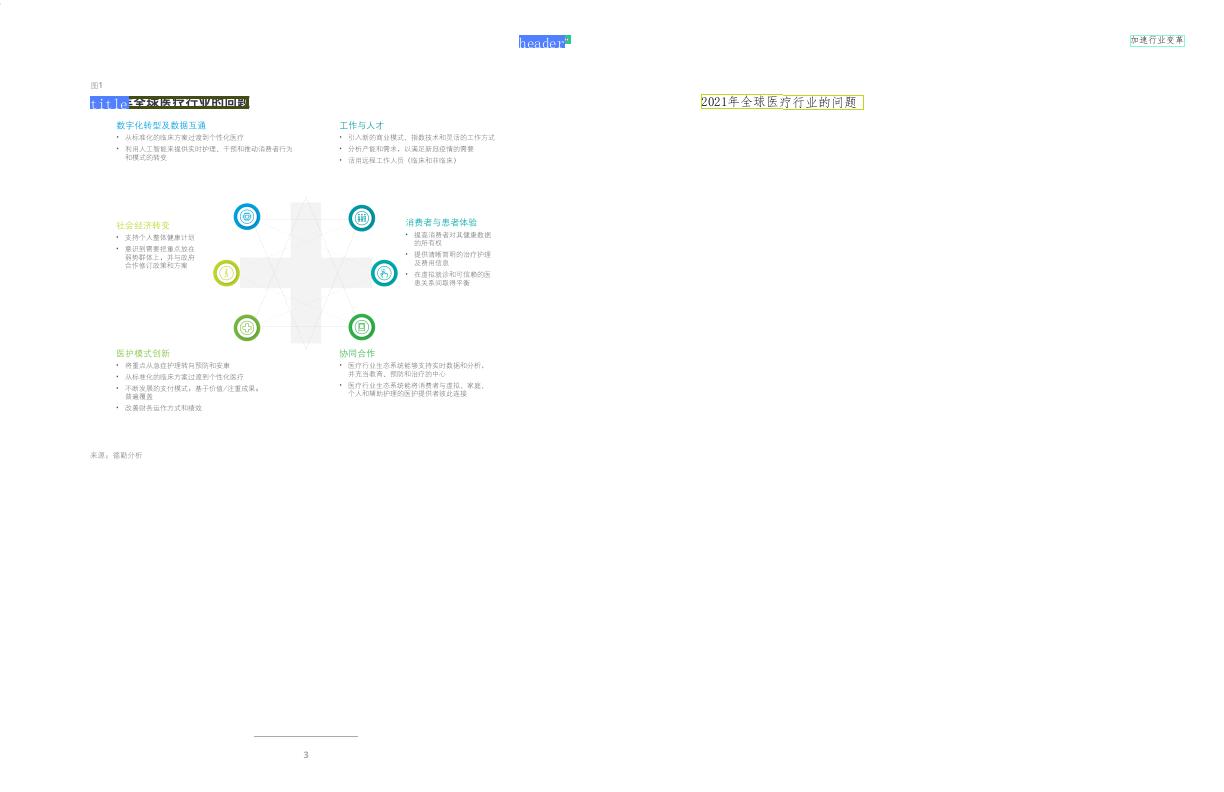 header
加速行业变革
图1
title年全球医疗行业的问题
2021年全球医疗行业的问题
数字化转型及数据互通
• 从标准化的临床方案过渡到个性化医疗
• 利用人工智能来提供实时护理、干预和推动消费者行为
和模式的转变
工作与人才
• 引入新的商业模式、指数技术和灵活的工作方式
• 分析产能和需求，以满足新冠疫情的需要
• 活用远程工作人员（临床和非临床）
社会经济转变
• 支持个人整体健康计划
• 意识到需要把重点放在
弱势群体上，并与政府
合作修订政策和方案
消费者与患者体验
• 提高消费者对其健康数据
的所有权
• 提供清晰简明的治疗护理
及费用信息
• 在虚拟就诊和可信赖的医
患关系间取得平衡
医护模式创新
• 将重点从急症护理转向预防和安康
• 从标准化的临床方案过渡到个性化医疗
• 不断发展的支付模式：基于价值/注重成果，
普遍覆盖
• 改善财务运作方式和绩效
协同合作
• 医疗行业生态系统能够支持实时数据和分析，
并充当教育、预防和治疗的中心
• 医疗行业生态系统能将消费者与虚拟、家庭、
个人和辅助护理的医护提供者彼此连接
来源：德勤分析
3